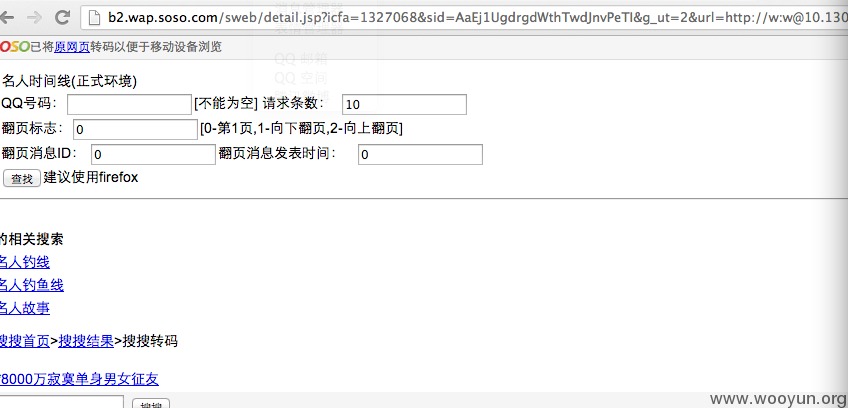 b2.wap.soso.com/sweb/detail.jsp?icfa=1327068&sid=AaEj1UgdrgdWthTwdJnvPeTI&g_ut=2&url=http://w:w@10.130
SOSO已将原网页转码以便于移动设备浏览
QQ 邮箱
QQ 空间
名人时间线(正式环境)
QQ号码: [不能为空] 请求条数: 10
翻页标志: 0 [0-第1页,1-向下翻页,2-向上翻页]
翻页消息ID: 0 翻页消息发表时间: 0
查找 建议使用firefox
的相关搜索
名人钓线
名人钓鱼线
名人故事
搜搜首页>搜搜结果>搜搜转码
8000万寂寞单身男女征友
搜搜
www.wooyun.org